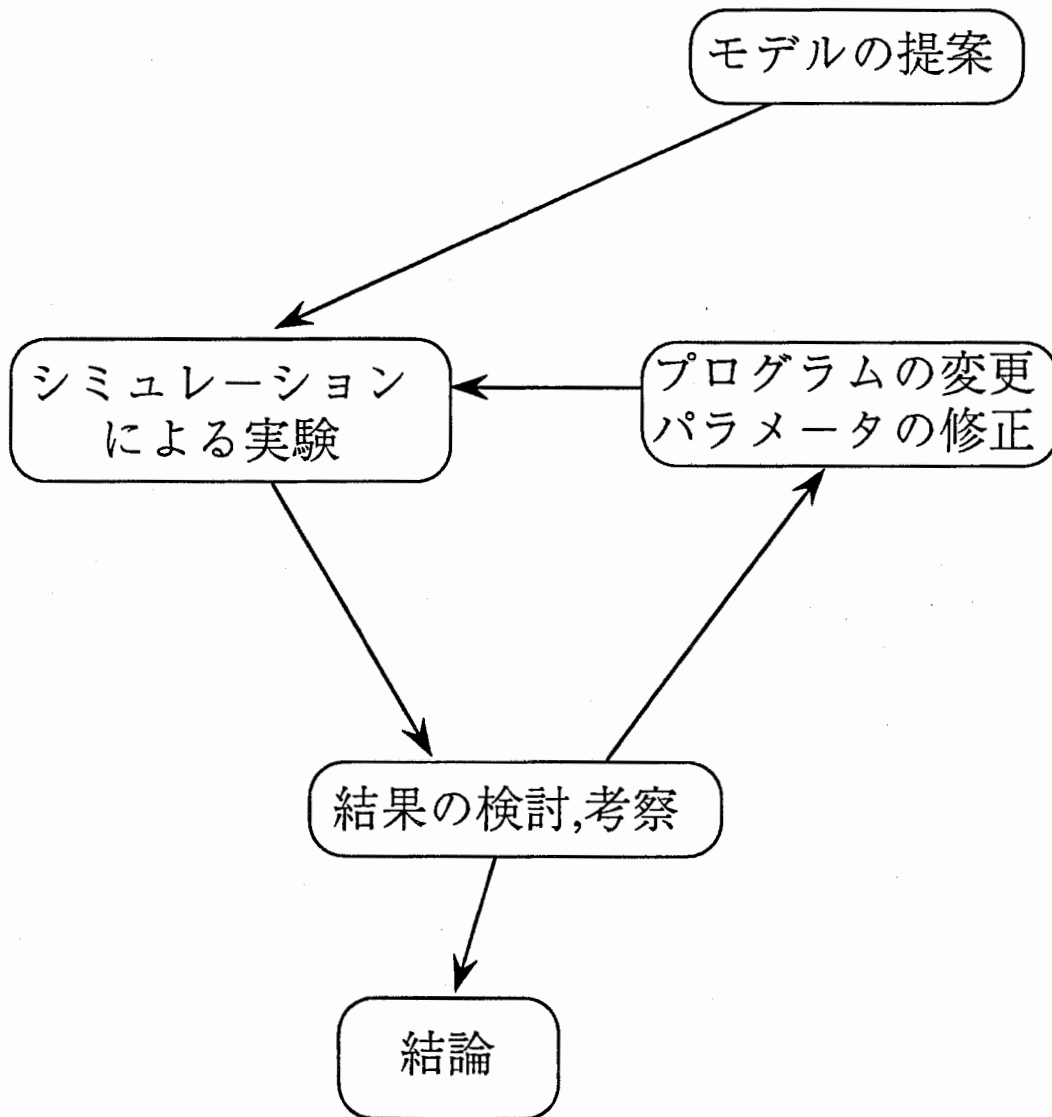 モデルの提案
シミュレーション
による実験
プログラムの変更
パラメータの修正
結果の検討,考察
結論